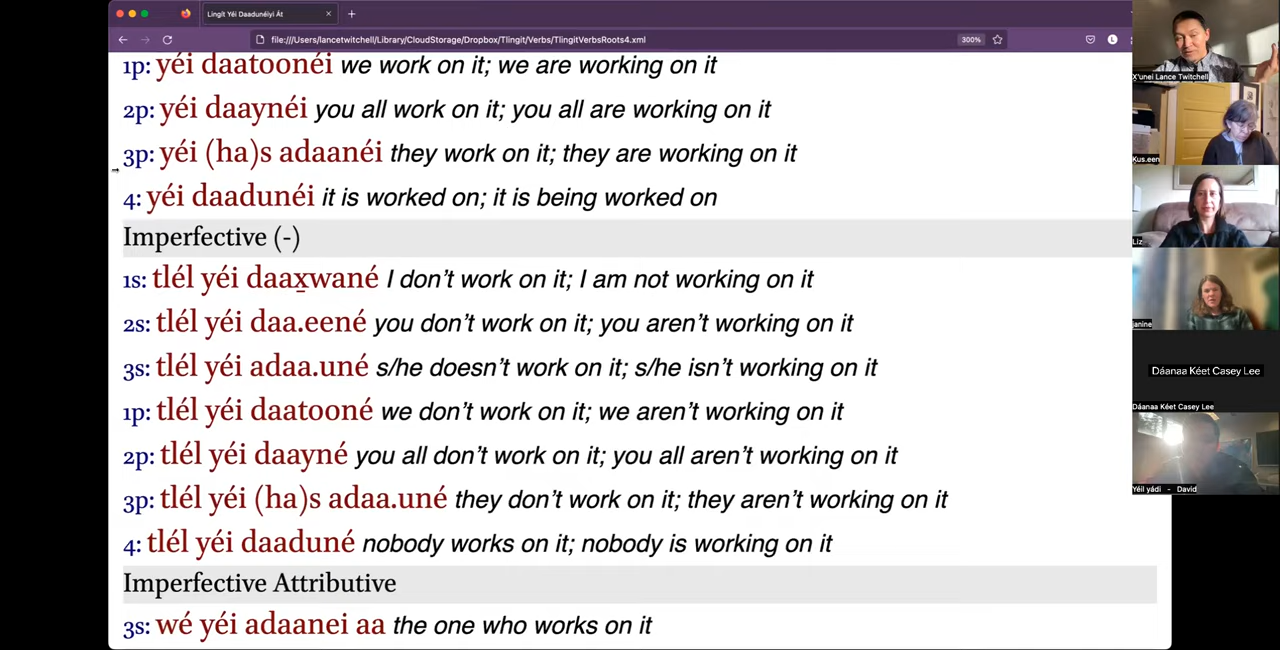 Lingít Yéi Daadunéiyi Át
file:///Users/lancetwitchell/Library/CloudStorage/Dropbox/Tlingit/Verbs/TlingitVerbsRoots4.xml
300%
1p: yéi daatoonéi we work on it; we are working on it
2p: yéi daaynéi you all work on it; you all are working on it
3p: yéi (ha)s adaanéi they work on it; they are working on it
4: yéi daadunéi it is worked on; it is being worked on
Imperfective (-)
1s: tlél yéi daax̱wané I don’t work on it; I am not working on it
2s: tlél yéi daa.eené you don’t work on it; you aren’t working on it
3s: tlél yéi adaa.uné s/he doesn’t work on it; s/he isn’t working on it
1p: tlél yéi daatooné we don’t work on it; we aren’t working on it
2p: tlél yéi daayné you all don’t work on it; you all aren’t working on it
3p: tlél yéi (ha)s adaa.uné they don’t work on it; they aren’t working on it
4: tlél yéi daaduné nobody works on it; nobody is working on it
Imperfective Attributive
3s: wé yéi adaanei aa the one who works on it
X̱'unei Lance Twitchell
Ḵus.een
Liz
janine
Dáanaa Kéet Casey Lee
Dáanaa Kéet Casey Lee
Yéil yádi - David